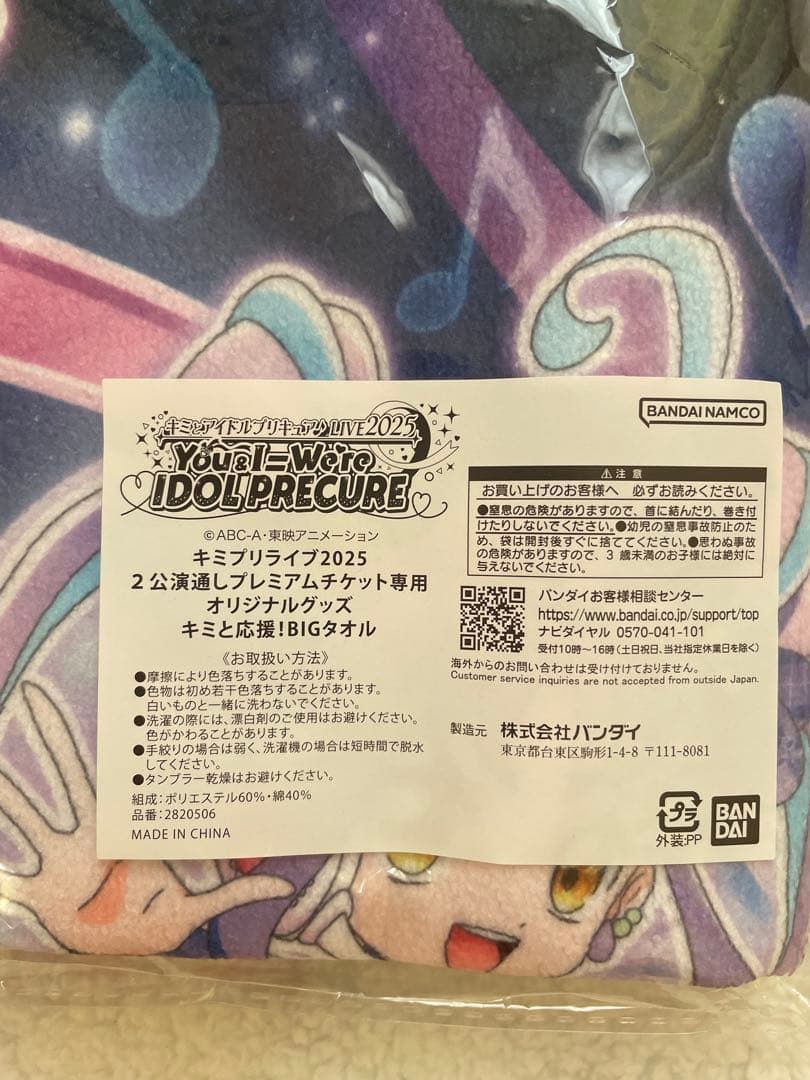 キミとアイドルプリキュア♪ LIVE2025
You&I=We're
IDOL PRECURE
©ABC-A・東映アニメーション
キミプリライブ2025
2公演通しプレミアムチケット専用
オリジナルグッズ
キミと応援!BIGタオル
《お取扱い方法》
●摩擦により色落ちすることがあります。
●色物は初め若干色落ちすることがあります。
白いものと一緒に洗わないでください。
●洗濯の際には、漂白剤のご使用はお避けください。
色がかわることがあります。
●手絞りの場合は弱く、洗濯機の場合は短時間で脱水
してください。
●タンブラー乾燥はお避けください。
組成:ポリエステル60%・綿40%
品番:2820506
MADE IN CHINA
BANDAI NAMCO
⚠注意
お買い上げのお客様へ 必ずお読みください。
●窒息の危険がありますので、首に結んだり、巻き付
けたりしないでください。●幼児の窒息事故防止のた
め、袋は開封後すぐに捨ててください。●思わぬ事故
の危険がありますので、3歳未満のお子様には絶対に
与えないでください。
バンダイお客様相談センター
https://www.bandai.co.jp/support/top
ナビダイヤル 0570-041-101
受付10時~16時(土日祝日、当社指定休業日を除く)
海外からのお問い合わせは受け付けておりません。
Customer service inquiries are not accepted from outside Japan.
製造元 株式会社バンダイ
東京都台東区駒形1-4-8 〒111-8081
プラ
外装:PP
BAN
DAI